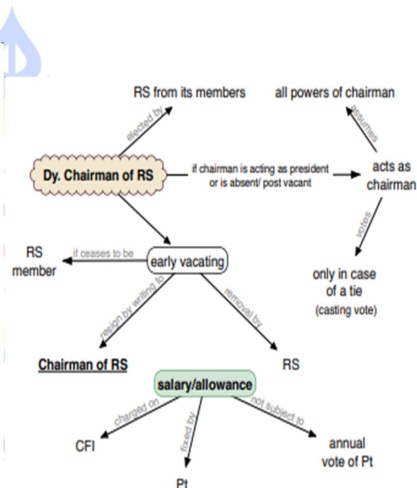 RS from its members
all powers of chairman
elected by
assumes
Dy. Chairman of RS
if chairman is acting as president
or is absent/ post vacant
acts as
chairman
votes
RS
member
if ceases to be
early vacating
only in case
of a tie
(casting vote)
resign by writing to
removal by
Chairman of RS
RS
salary/allowance
charged on
fixed by
not subject to
CFI
annual
vote of Pt
Pt